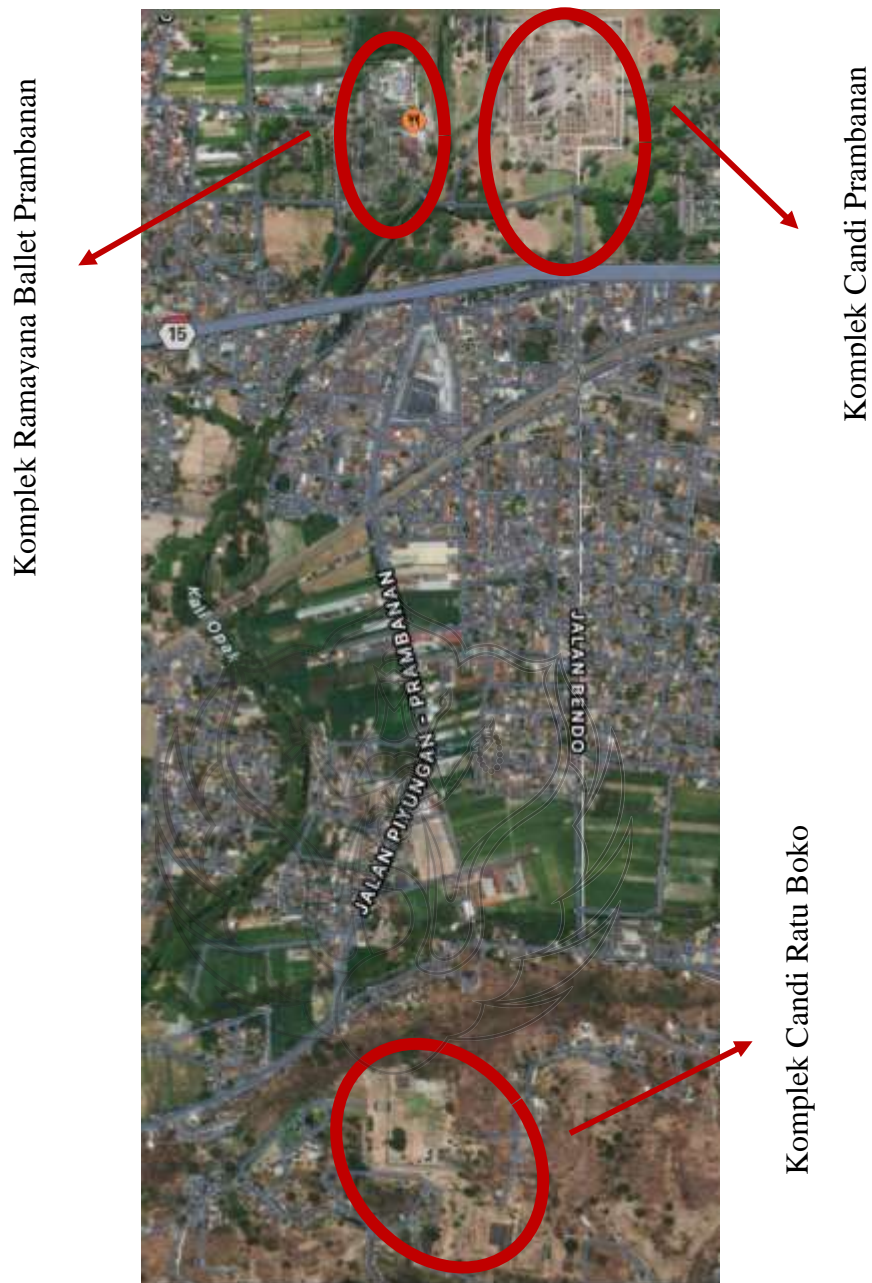 Komplek Ramayana Ballet Prambanan
Komplek Candi Prambanan
15
Kali Opak
JALAN PIYUNGAN - PRAMBANAN
JALAN BENDO
Komplek Candi Ratu Boko